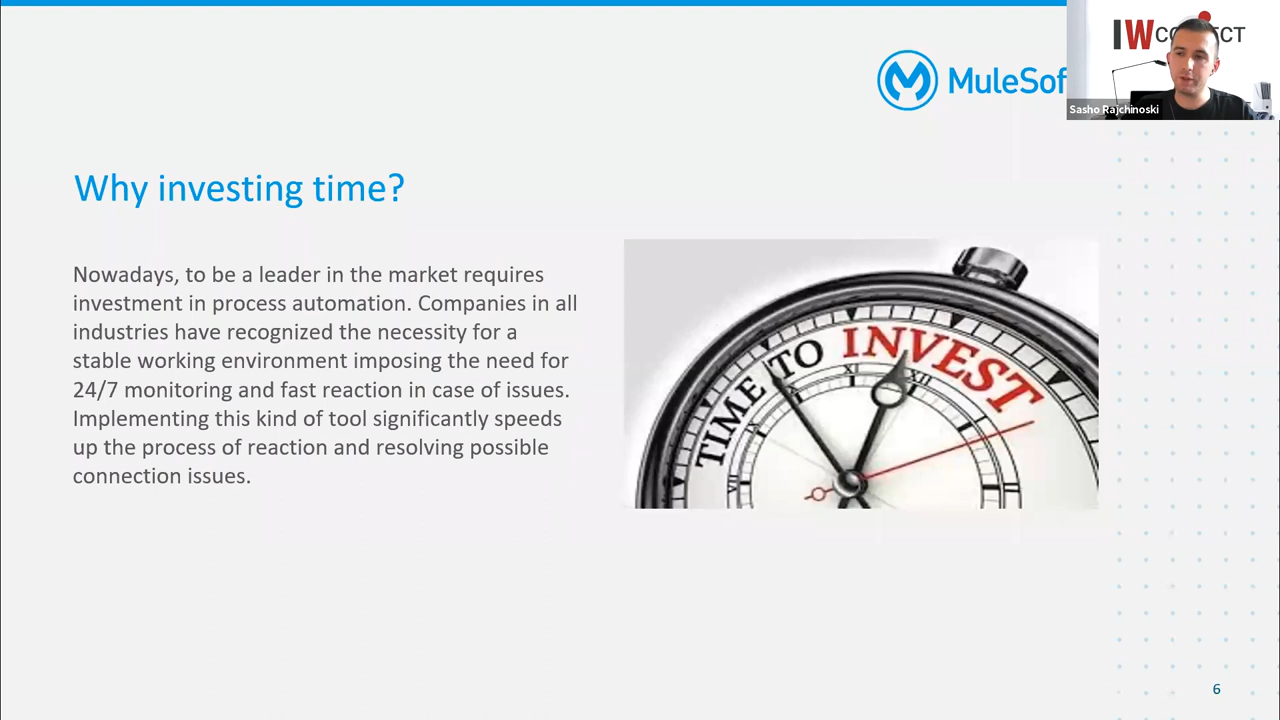 IWCONNECT
MuleSof
Sasho Rajchinoski
Why investing time?
Nowadays, to be a leader in the market requires
investment in process automation. Companies in all
industries have recognized the necessity for a
stable working environment imposing the need for
24/7 monitoring and fast reaction in case of issues.
Implementing this kind of tool significantly speeds
up the process of reaction and resolving possible
connection issues.
TIME TO INVEST
XI XII
6